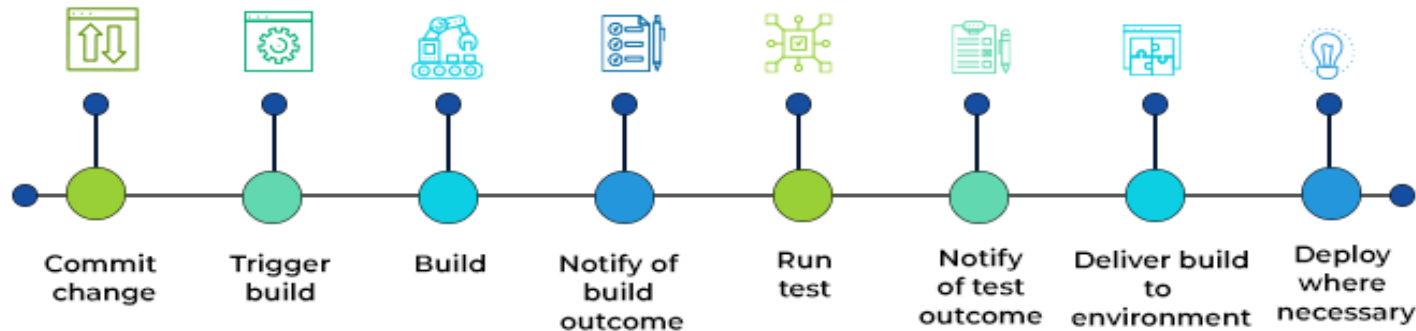 Commit
change
Trigger
build
Build
Notify of
build
outcome
Run
test
Notify
of test
outcome
Deliver build
to
environment
Deploy
where
necessary